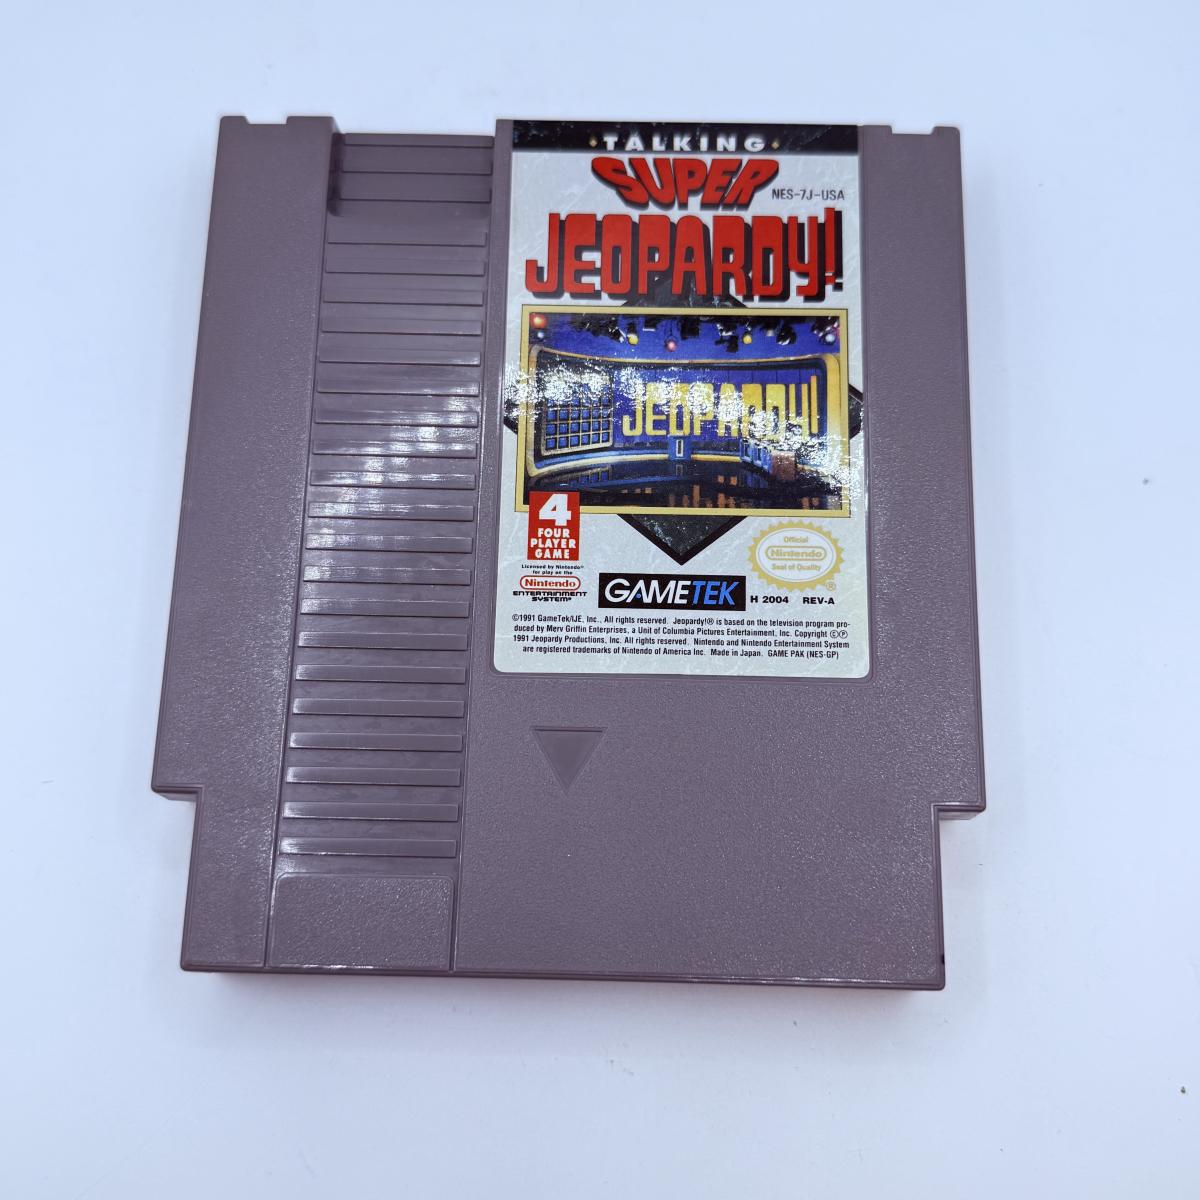 TALKING
SUPER
NES-7J-USA
JEOPARDY!
JEOPARDY!
4
FOUR
PLAYER
GAME
Official
Nintendo
Seal of Quality
®
Licensed by Nintendo®
for play on the
Nintendo
ENTERTAINMENT
SYSTEM®
GAMETEK
H 2004 REV-A
©1991 GameTek/IJE, Inc., All rights reserved. Jeopardy!® is based on the television program pro-
duced by Merv Griffin Enterprises, a Unit of Columbia Pictures Entertainment, Inc. Copyright ©Ⓟ
1991 Jeopardy Productions, Inc. All rights reserved. Nintendo and Nintendo Entertainment System
are registered trademarks of Nintendo of America Inc. Made in Japan. GAME PAK (NES-GP)